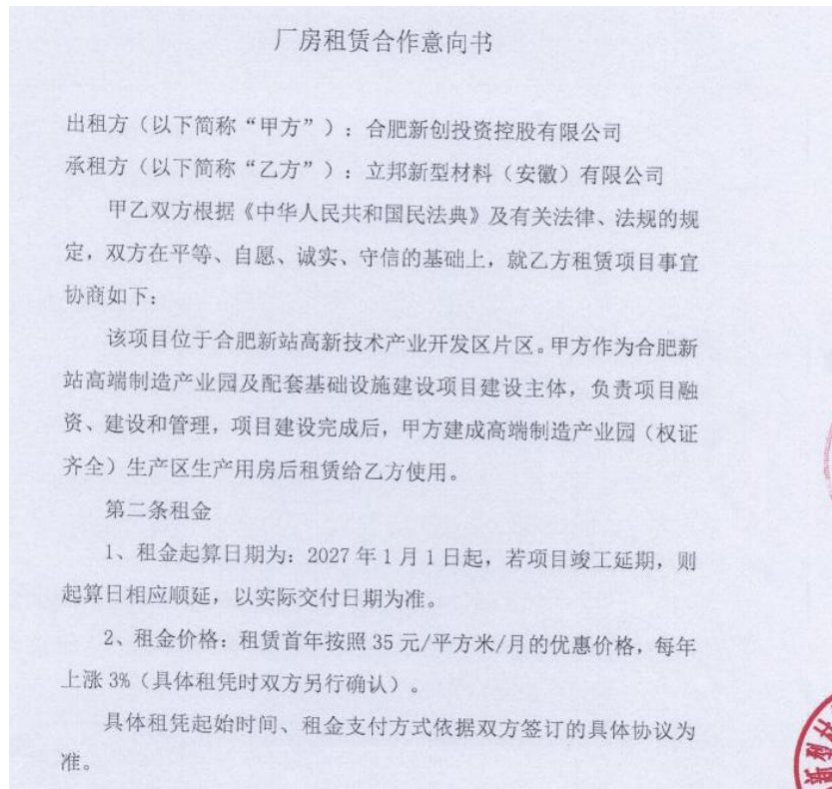 厂房租赁合作意向书
出租方（以下简称“甲方”）：合肥新创投资控股有限公司
承租方（以下简称“乙方”）：立邦新型材料（安徽）有限公司
甲乙双方根据《中华人民共和国民法典》及有关法律、法规的规
定，双方在平等、自愿、诚实、守信的基础上，就乙方租赁项目事宜
协商如下：
该项目位于合肥新站高新技术产业开发区片区。甲方作为合肥新
站高端制造产业园及配套基础设施建设项目建设主体，负责项目融
资、建设和管理，项目建设完成后，甲方建成高端制造产业园（权证
齐全）生产区生产用房后租赁给乙方使用。
第二条租金
1、租金起算日期为：2027年1月1日起，若项目竣工延期，则
起算日相应顺延，以实际交付日期为准。
2、租金价格：租赁首年按照35元/平方米/月的优惠价格，每年
上涨3%（具体租凭时双方另行确认）。
具体租凭起始时间、租金支付方式依据双方签订的具体协议为
准。